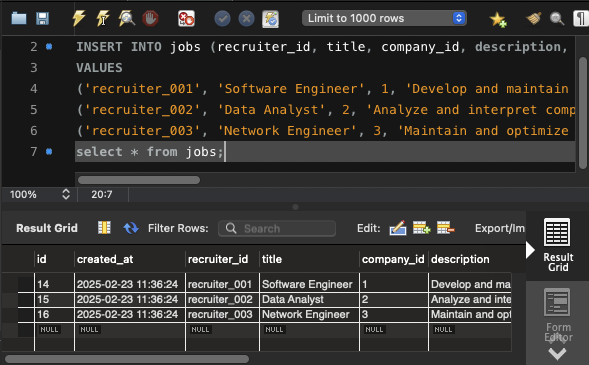 Limit to 1000 rows
2 INSERT INTO jobs (recruiter_id, title, company_id, description,
3 VALUES
4 ('recruiter_001', 'Software Engineer', 1, 'Develop and maintain
5 ('recruiter_002', 'Data Analyst', 2, 'Analyze and interpret comp
6 ('recruiter_003', 'Network Engineer', 3, 'Maintain and optimize
7 select * from jobs;
100% 20:7
Result Grid Filter Rows: Search Edit: Export/Im
id created_at recruiter_id title company_id description
14 2025-02-23 11:36:24 recruiter_001 Software Engineer 1 Develop and ma
15 2025-02-23 11:36:24 recruiter_002 Data Analyst 2 Analyze and inte
16 2025-02-23 11:36:24 recruiter_003 Network Engineer 3 Maintain and opt
NULL NULL NULL NULL NULL NULL
Result
Grid
Form
Editor